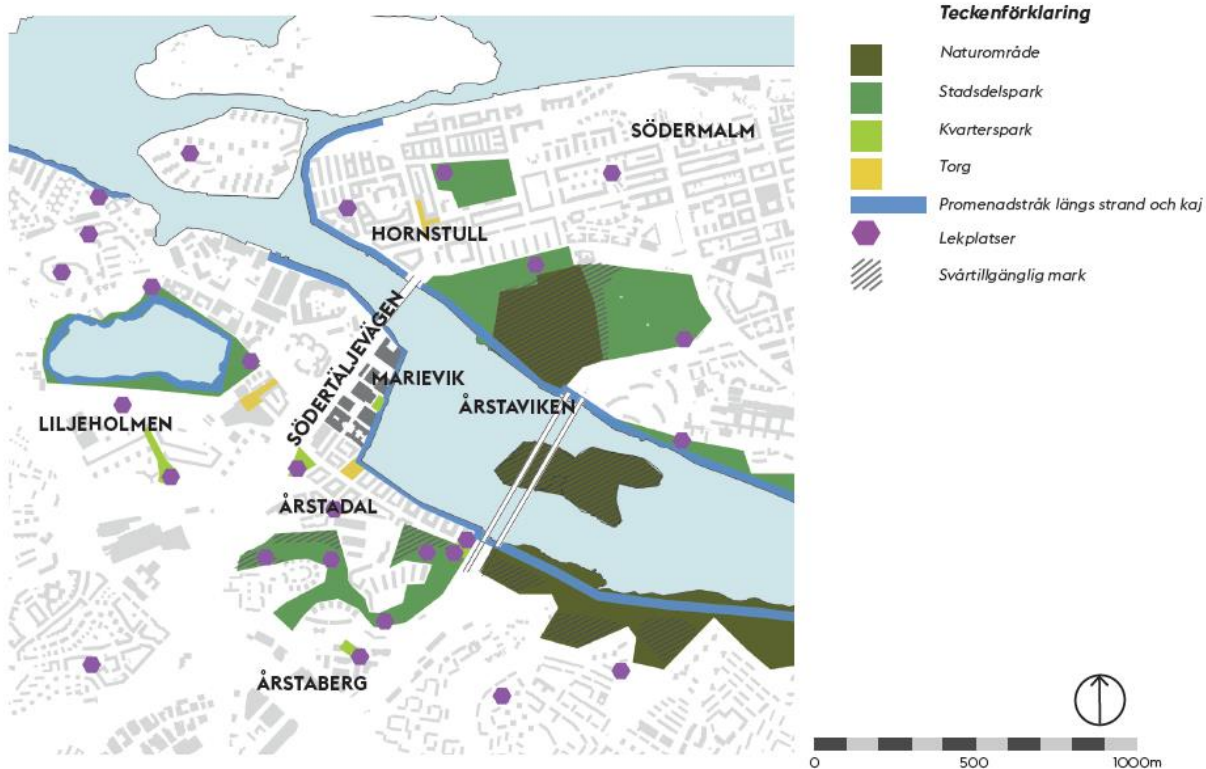 SÖDERMALM
HORNSTULL
SÖDERTÄLJEVÄGEN
MARIEVIK
ÅRSTAVIKEN
LILJEHOLMEN
ÅRSTADAL
ÅRSTABERG
Teckenförklaring
Naturområde
Stadsdelspark
Kvarterspark
Torg
Promenadstråk längs strand och kaj
Lekplatser
Svårtillgänglig mark
0 500 1000m